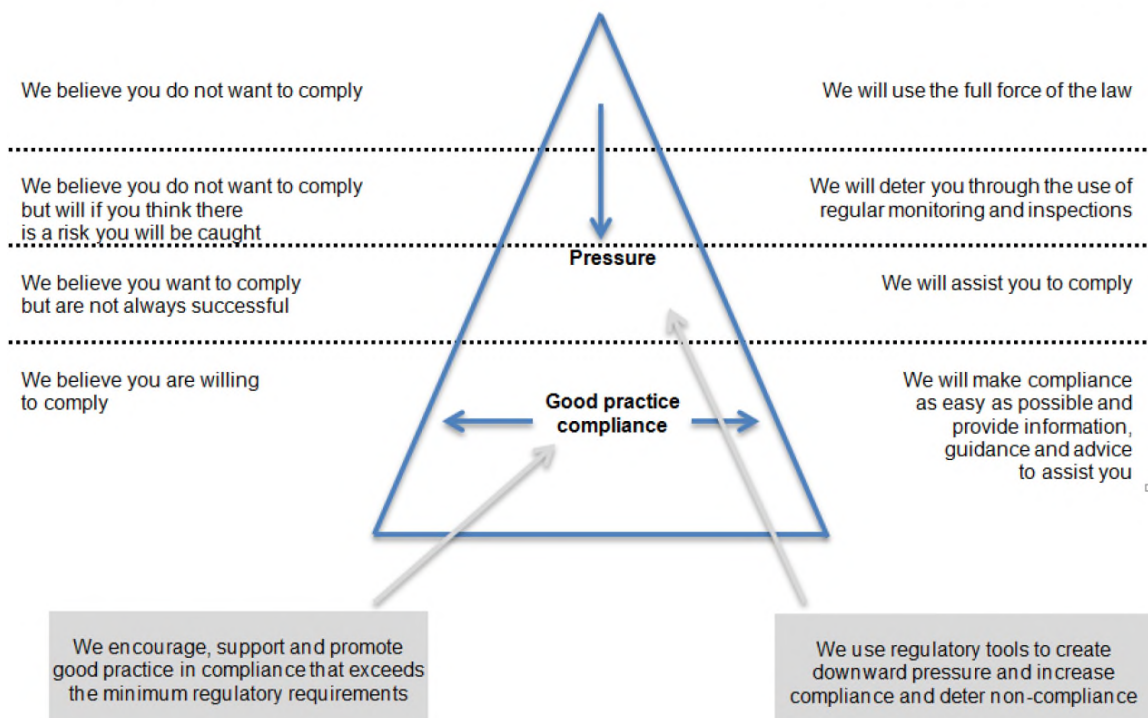 We believe you do not want to comply
We will use the full force of the law
We believe you do not want to comply
but will if you think there
is a risk you will be caught
We will deter you through the use of
regular monitoring and inspections
Pressure
We believe you want to comply
but are not always successful
We will assist you to comply
We believe you are willing
to comply
Good practice
compliance
We will make compliance
as easy as possible and
provide information,
guidance and advice
to assist you
We encourage, support and promote
good practice in compliance that exceeds
the minimum regulatory requirements
We use regulatory tools to create
downward pressure and increase
compliance and deter non-compliance